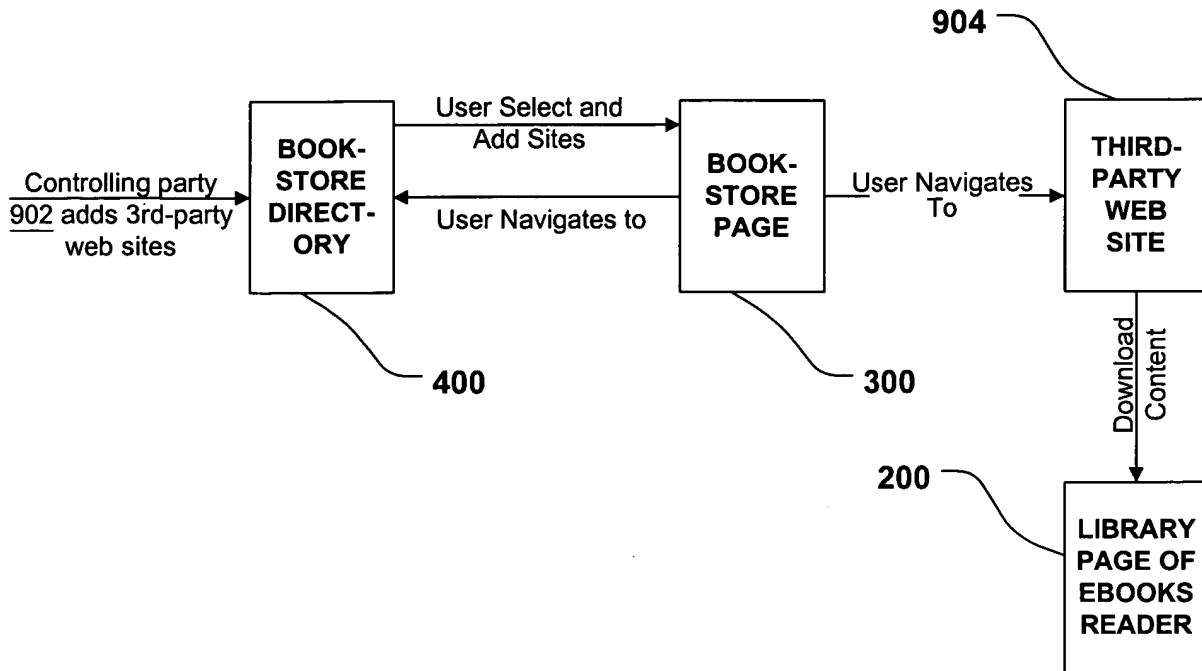 904
User Select and
Add Sites
BOOK-
STORE
DIRECT-
ORY
BOOK-
STORE
PAGE
THIRD-
PARTY
WEB
SITE
Controlling party
902 adds 3rd-party
web sites
User Navigates to
User Navigates
To
400
300
Download
Content
200
LIBRARY
PAGE OF
EBOOKS
READER